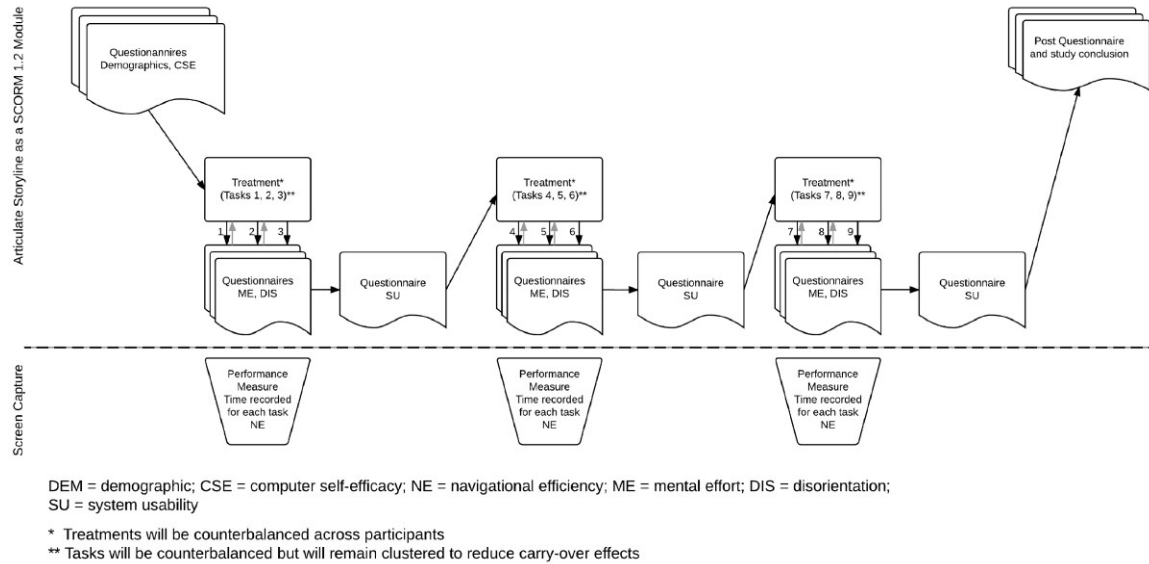 Articulate Storyline as a SCORM 1.2 Module
Questionannires
Demographics, CSE
Post Questionnaire
and study conclusion
Treatment*
(Tasks 1, 2, 3)**
Treatment*
(Tasks 4, 5, 6)**
Treatment*
(Tasks 7, 8, 9)**
1 2 3
4 5 6
7 8 9
Questionnaires
ME, DIS
Questionnaire
SU
Questionnaires
ME, DIS
Questionnaire
SU
Questionnaires
ME, DIS
Questionnaire
SU
Screen Capture
Performance
Measure
Time recorded
for each task
NE
Performance
Measure
Time recorded
for each task
NE
Performance
Measure
Time recorded
for each task
NE
DEM = demographic; CSE = computer self-efficacy; NE = navigational efficiency; ME = mental effort; DIS = disorientation;
SU = system usability
* Treatments will be counterbalanced across participants
** Tasks will be counterbalanced but will remain clustered to reduce carry-over effects